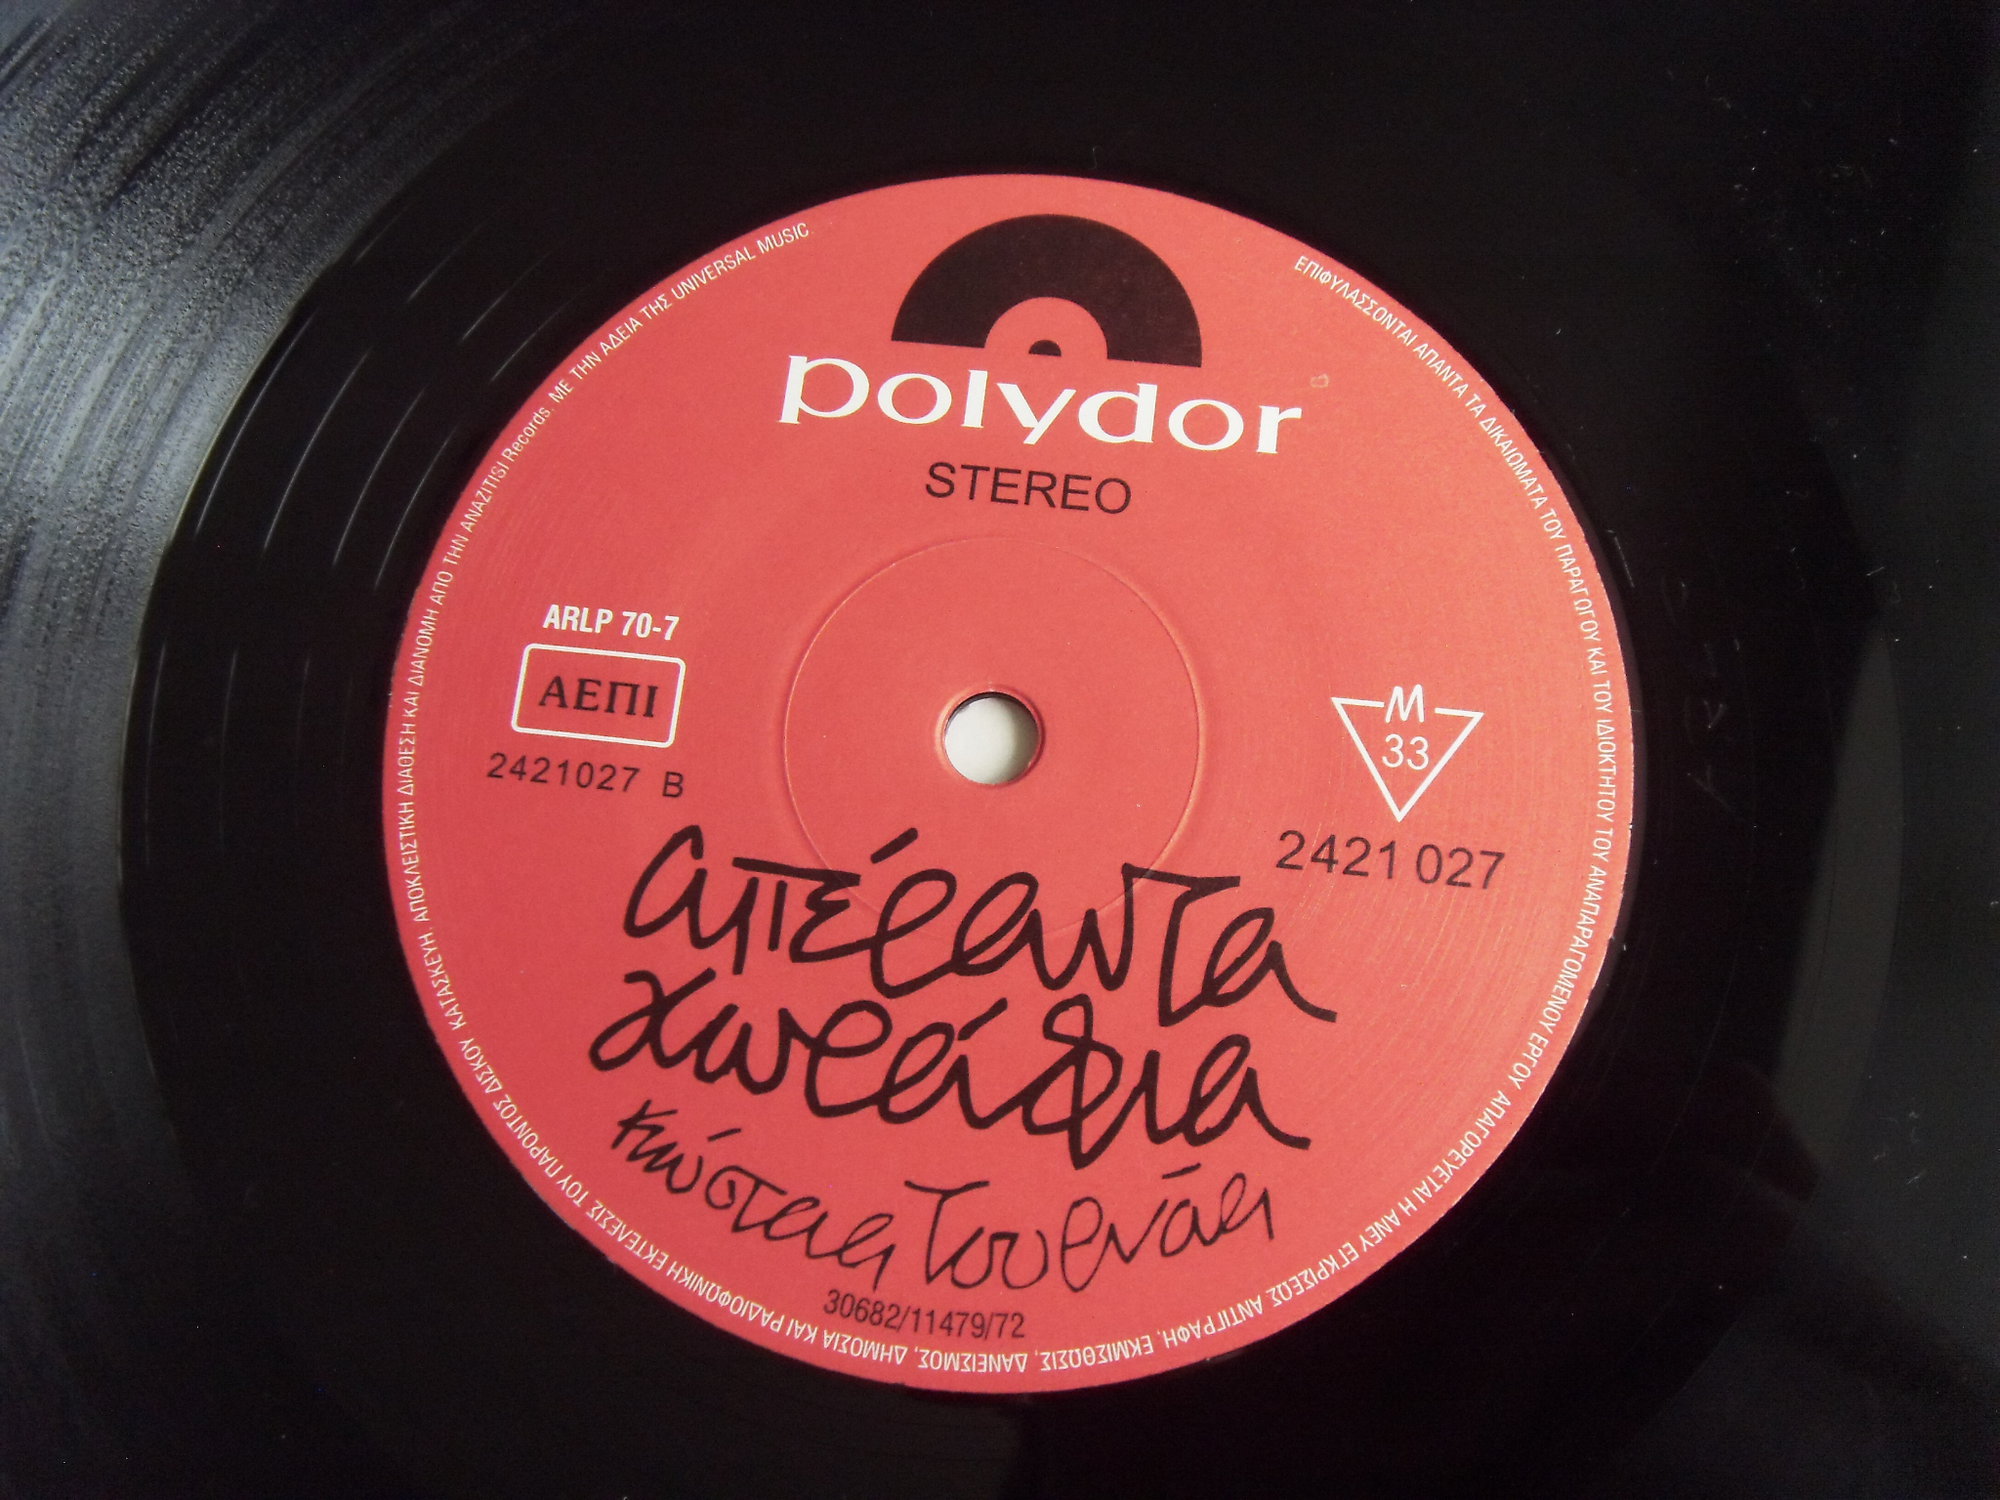 polydor
STEREO
ARLP 70-7
ΑΕΠΙ
2421027 B
M
33
2421 027
απέραντα
χωράφια
κώστας Τουρνάς
30682/11479/72
ΕΠΙΦΥΛΑΣΣΟΝΤΑΙ ΑΠΑΝΤΑ ΤΑ ΔΙΚΑΙΩΜΑΤΑ ΤΟΥ ΠΑΡΑΓΩΓΟΥ ΚΑΙ ΤΟΥ ΙΔΙΟΚΤΗΤΟΥ ΤΟΥ ΑΝΑΠΑΡΑΓΟΜΕΝΟΥ ΕΡΓΟΥ ΑΠΑΓΟΡΕΥΕΤΑΙ Η ΑΝΕΥ ΕΓΚΡΙΣΕΩΣ ΑΝΤΙΓΡΑΦΗ, ΕΚΜΙΣΘΩΣΙΣ, ΔΑΝΕΙΣΜΟΣ, ΔΗΜΟΣΙΑ ΚΑΙ ΡΑΔΙΟΦΩΝΙΚΗ ΕΚΤΕΛΕΣΙΣ ΤΟΥ ΠΑΡΟΝΤΟΣ ΔΙΣΚΟΥ ΚΑΤΑΣΚΕΥΗ, ΑΠΟΚΛΕΙΣΤΙΚΗ ΔΙΑΘΕΣΗ ΚΑΙ ΔΙΑΝΟΜΗ ΑΠΟ ΤΗΝ ANAZITISI Records. ΜΕ ΤΗΝ ΑΔΕΙΑ ΤΗΣ UNIVERSAL MUSIC